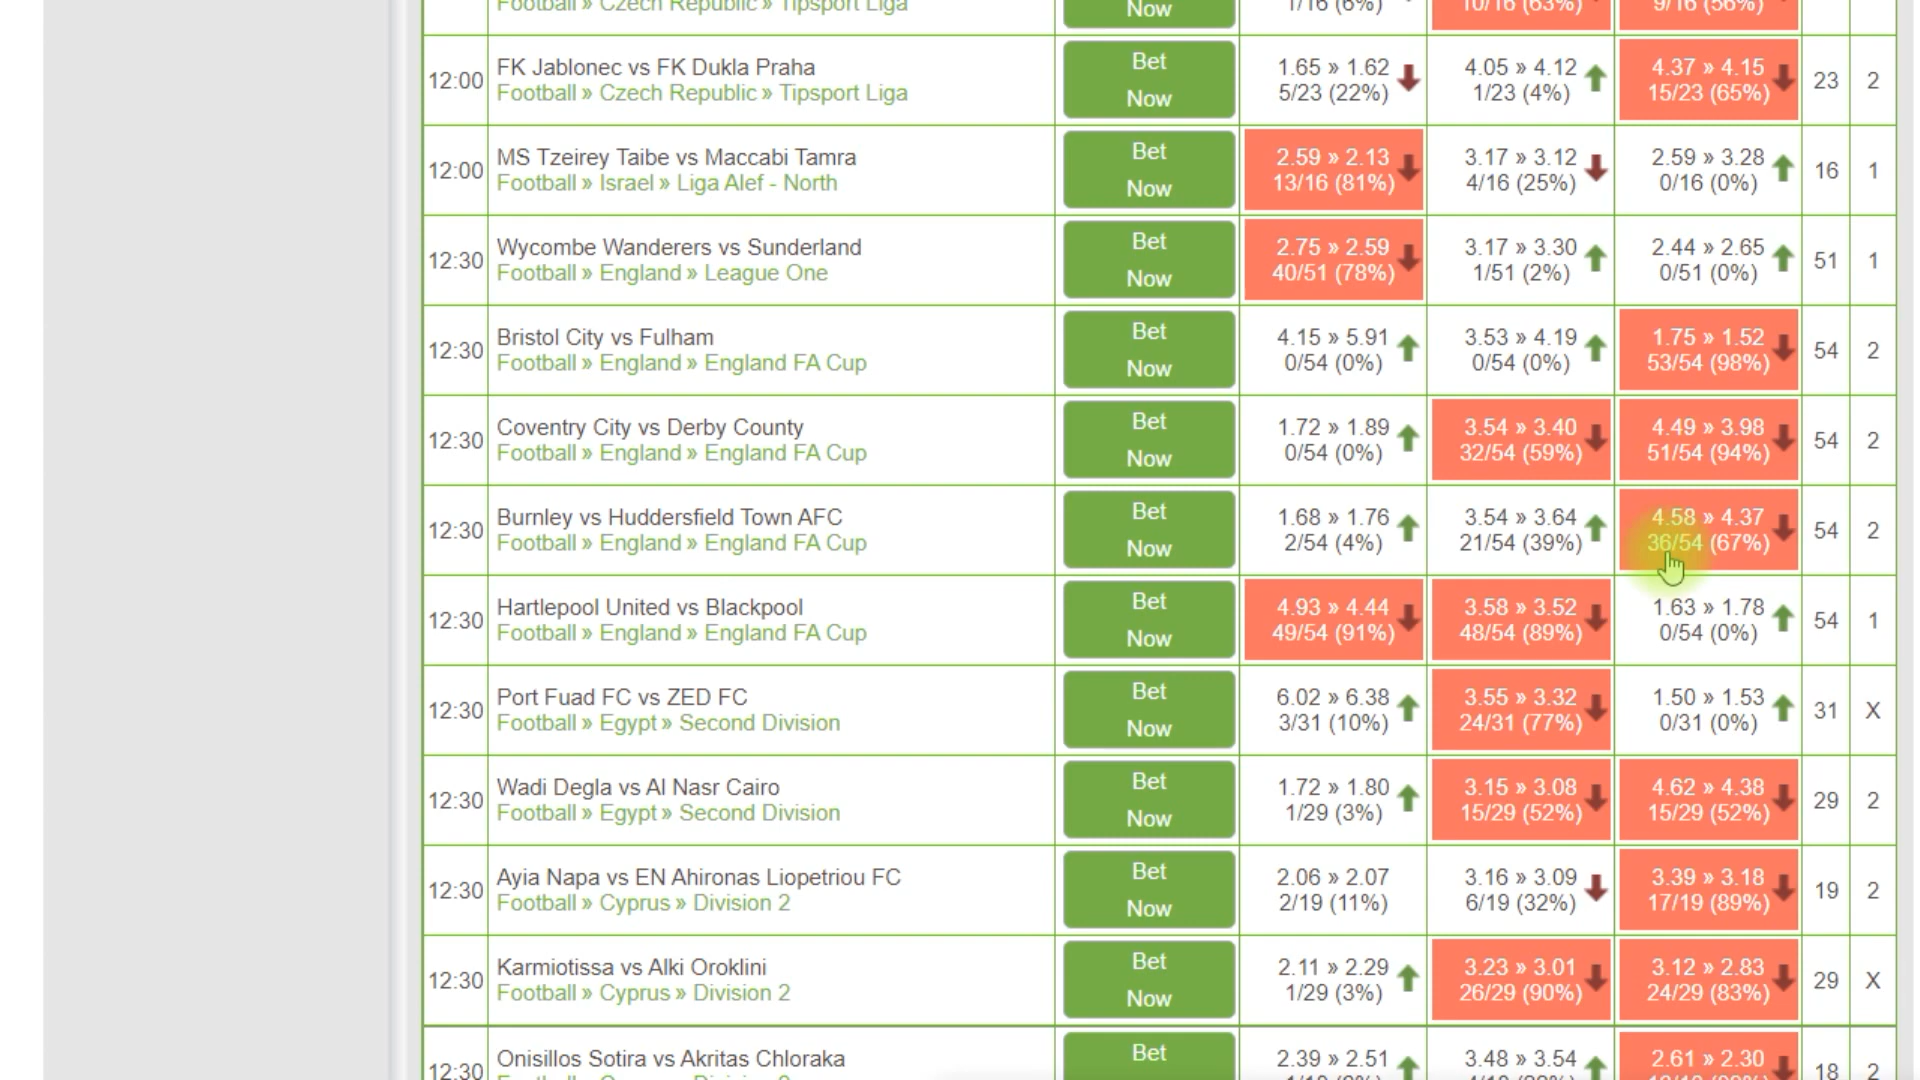 Football » Czech Republic » Tipsport Liga Now 1/16 (6%) 10/16 (63%) 9/16 (56%)
FK Jablonec vs FK Dukla Praha Bet 1.65 » 1.62 4.05 » 4.12 4.37 » 4.15
12:00 23 2
Football » Czech Republic » Tipsport Liga Now 5/23 (22%) 1/23 (4%) 15/23 (65%)
MS Tzeirey Taibe vs Maccabi Tamra Bet 2.59 » 2.13 3.17 » 3.12 2.59 » 3.28
12:00 16 1
Football » Israel » Liga Alef - North Now 13/16 (81%) 4/16 (25%) 0/16 (0%)
Wycombe Wanderers vs Sunderland Bet 2.75 » 2.59 3.17 » 3.30 2.44 » 2.65
12:30 51 1
Football » England » League One Now 40/51 (78%) 1/51 (2%) 0/51 (0%)
Bristol City vs Fulham Bet 4.15 » 5.91 3.53 » 4.19 1.75 » 1.52
12:30 54 2
Football » England » England FA Cup Now 0/54 (0%) 0/54 (0%) 53/54 (98%)
Coventry City vs Derby County Bet 1.72 » 1.89 3.54 » 3.40 4.49 » 3.98
12:30 54 2
Football » England » England FA Cup Now 0/54 (0%) 32/54 (59%) 51/54 (94%)
Burnley vs Huddersfield Town AFC Bet 1.68 » 1.76 3.54 » 3.64 4.58 » 4.37
12:30 54 2
Football » England » England FA Cup Now 2/54 (4%) 21/54 (39%) 36/54 (67%)
Hartlepool United vs Blackpool Bet 4.93 » 4.44 3.58 » 3.52 1.63 » 1.78
12:30 54 1
Football » England » England FA Cup Now 49/54 (91%) 48/54 (89%) 0/54 (0%)
Port Fuad FC vs ZED FC Bet 6.02 » 6.38 3.55 » 3.32 1.50 » 1.53
12:30 31 X
Football » Egypt » Second Division Now 3/31 (10%) 24/31 (77%) 0/31 (0%)
Wadi Degla vs Al Nasr Cairo Bet 1.72 » 1.80 3.15 » 3.08 4.62 » 4.38
12:30 29 2
Football » Egypt » Second Division Now 1/29 (3%) 15/29 (52%) 15/29 (52%)
Ayia Napa vs EN Ahironas Liopetriou FC Bet 2.06 » 2.07 3.16 » 3.09 3.39 » 3.18
12:30 19 2
Football » Cyprus » Division 2 Now 2/19 (11%) 6/19 (32%) 17/19 (89%)
Karmiotissa vs Alki Oroklini Bet 2.11 » 2.29 3.23 » 3.01 3.12 » 2.83
12:30 29 X
Football » Cyprus » Division 2 Now 1/29 (3%) 26/29 (90%) 24/29 (83%)
Onisillos Sotira vs Akritas Chloraka Bet 2.39 » 2.51 3.48 » 3.54 2.61 » 2.30
12:30 18 2